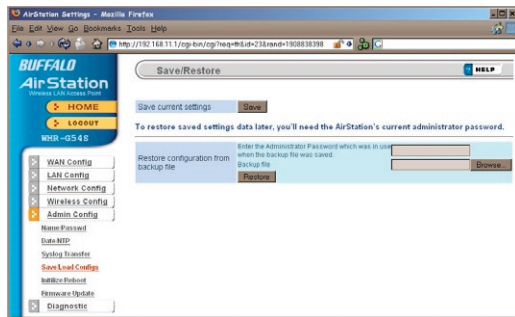 AirStation Settings - Mozilla Firefox
File Edit View Go Bookmarks Tools Help
http://192.168.11.1/cgi-bin/cgi?req=tfr&id=23&rand=1908838398
BUFFALO
AirStation
Wireless LAN Access Point
HOME
LOGOUT
WHR-G54S
WAN Config
LAN Config
Network Config
Wireless Config
Admin Config
Name/Passwd
Date/NTP
Syslog Transfer
Save/Load Configs
Initilize/Reboot
Firmware Update
Diagnostic
Save/Restore
HELP
Save current settings
Save
To restore saved settings data later, you'll need the AirStation's current administrator password.
Restore configuration from backup file
Enter the Administrator Password which was in use
when the backup file was saved
Backup file
Browse...
Restore